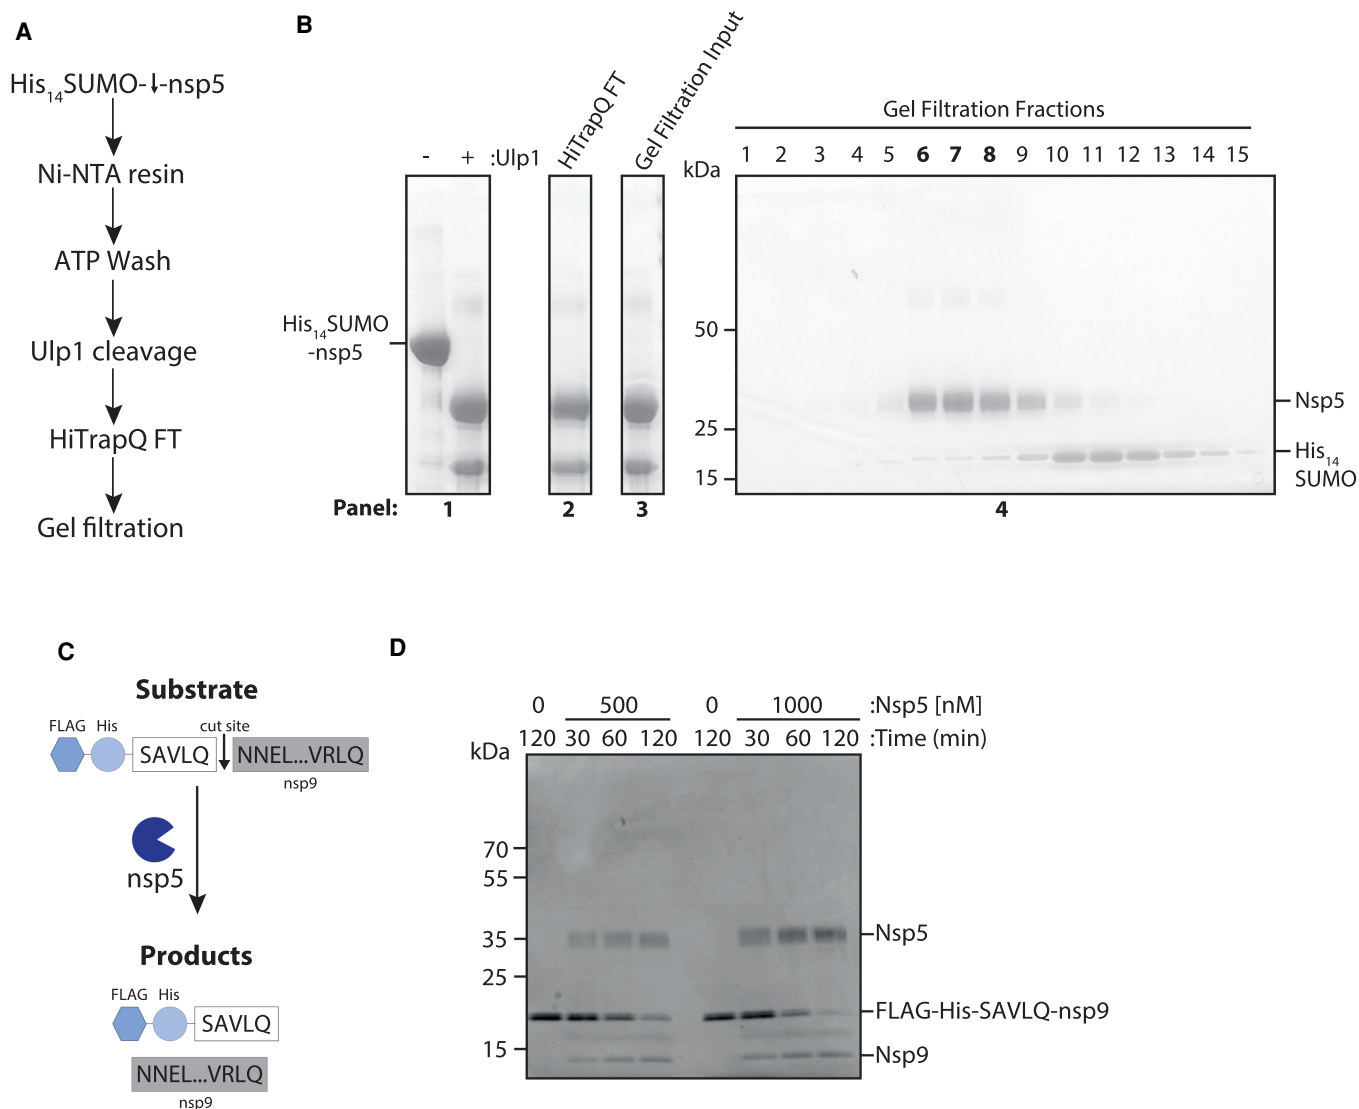 A
His14SUMO-↓-nsp5
Ni-NTA resin
ATP Wash
Ulp1 cleavage
HiTrapQ FT
Gel filtration
B
- + :Ulp1
HiTrapQ FT
Gel Filtration Input
Gel Filtration Fractions
kDa
1 2 3 4 5 6 7 8 9 10 11 12 13 14 15
His14SUMO
-nsp5
50
25
15
Nsp5
His14
SUMO
Panel: 1 2 3 4
C
Substrate
FLAG His cut site
SAVLQ NNEL...VRLQ
nsp9
nsp5
Products
FLAG His
SAVLQ
NNEL...VRLQ
nsp9
D
0 500 0 1000 :Nsp5 [nM]
120 30 60 120 120 30 60 120 :Time (min)
kDa
70
55
35
25
15
Nsp5
FLAG-His-SAVLQ-nsp9
Nsp9